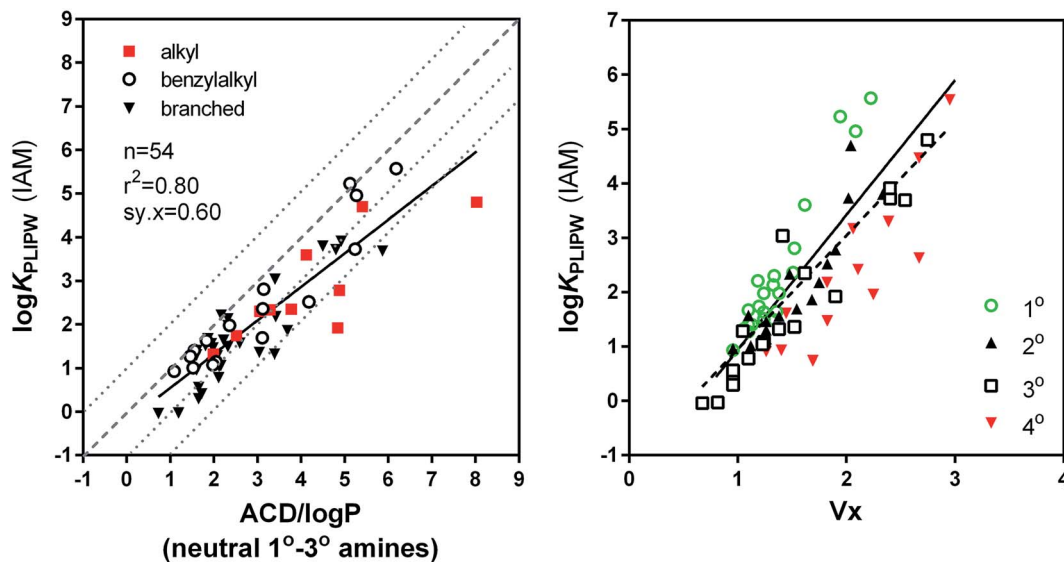 9
8
7
6
5
4
3
2
1
0
-1
logK_PLIPW (IAM)
alkyl
benzylalkyl
branched
n=54
r²=0.80
sy.x=0.60
-1 0 1 2 3 4 5 6 7 8 9
ACD/logP
(neutral 1°-3° amines)
7
6
5
4
3
2
1
0
-1
logK_PLIPW (IAM)
1°
2°
3°
4°
0 1 2 3 4
Vx